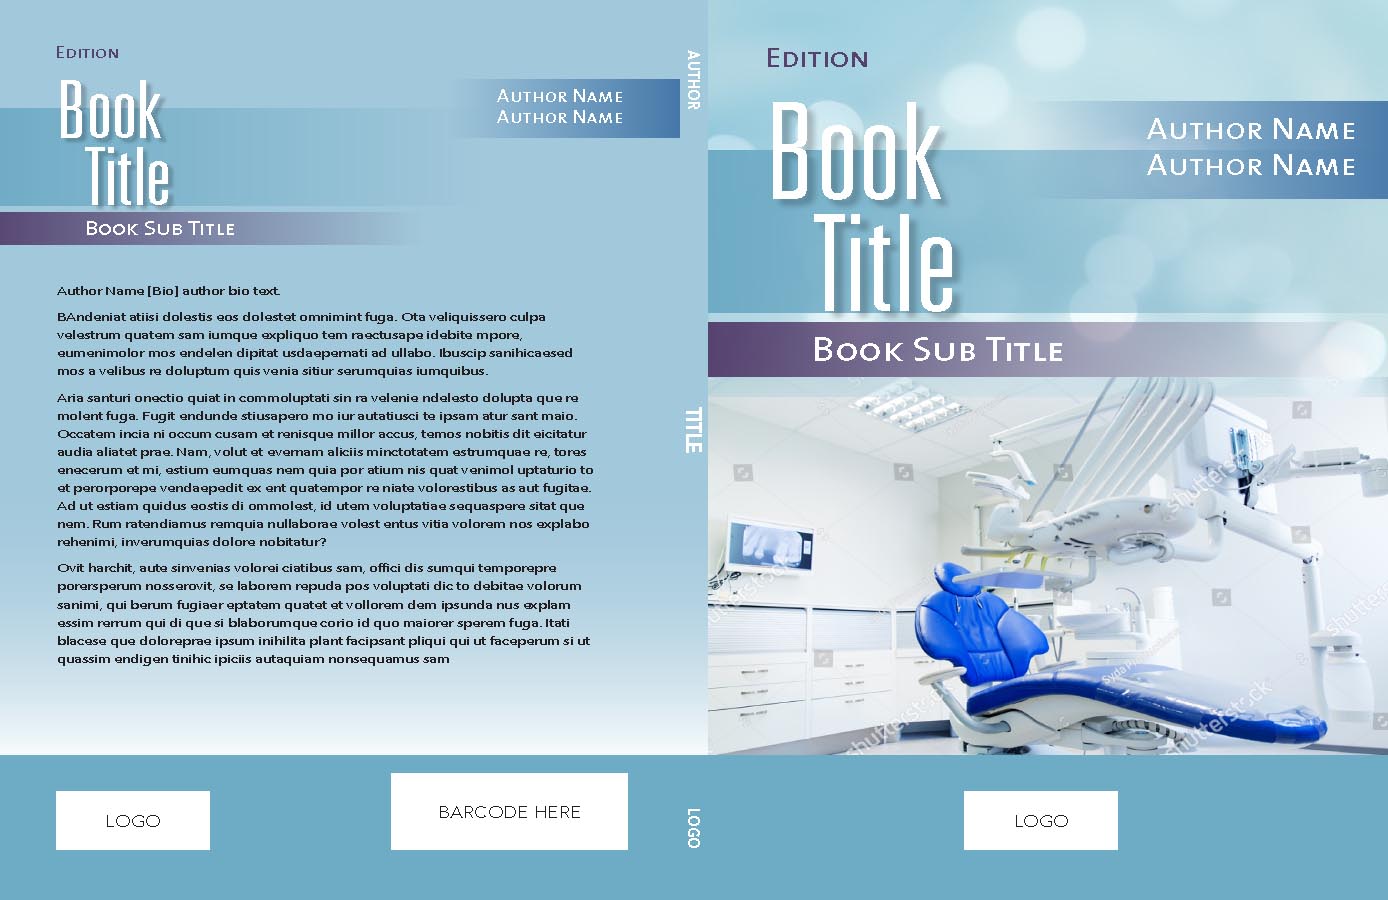 Edition
Book
Title
Author Name
Author Name
Book Sub Title
Author Name [Bio] author bio text.
BAndeniat atiisi dolestis eos dolestet omnimint fuga. Ota veliquissero culpa
velestrum quatem sam iumque expliquo tem raectusape idebite mpore,
eumenimolor mos endelen dipitat usdaepernati ad ullabo. Ibuscip sanihicaesed
mos a velibus re doluptum quis venia sitiur serumquias iumquibus.
Aria santuri onectio quiat in commoluptati sin ra velenie ndelesto dolupta que re
molent fuga. Fugit endunde stiusapero mo iur autatiusci te ipsam atur sant maio.
Occatem incia ni occum cusam et renisque millor accus, temos nobitis dit eicitatur
audia aliatet prae. Nam, volut et evernam aliciis minctotatem estrumquae re, tores
enecerum et mi, estium eumquas nem quia por atium nis quat venimol uptaturio to
et perorporepe vendaepedit ex ent quatempor re niate volorestibus as aut fugitae.
Ad ut estiam quidus eostis di ommolest, id utem voluptatiae sequaspere sitat que
nem. Rum ratendiamus remquia nullaborae volest entus vitia volorem nos explabo
rehenimi, inverumquias dolore nobitatur?
Ovit harchit, aute sinvenias volorei ciatibus sam, offici dis sumqui temporepre
porersperum nosserovit, se laborem repuda pos voluptati dic to debitae volorum
sanimi, qui berum fugiaer eptatem quatet et vollorem dem ipsunda nus explam
essim rerrum qui di que si blaborumque corio id quo maiorer sperem fuga. Itati
blacese que doloreprae ipsum inihilita plant facipsant pliqui qui ut faceperum si ut
quassim endigen tinihic ipiciis autaquiam nonsequamus sam
LOGO
BARCODE HERE
AUTHOR
TITLE
LOGO
Edition
Book
Title
Author Name
Author Name
Book Sub Title
shutterstock
shutterstock
shutterstock
LOGO